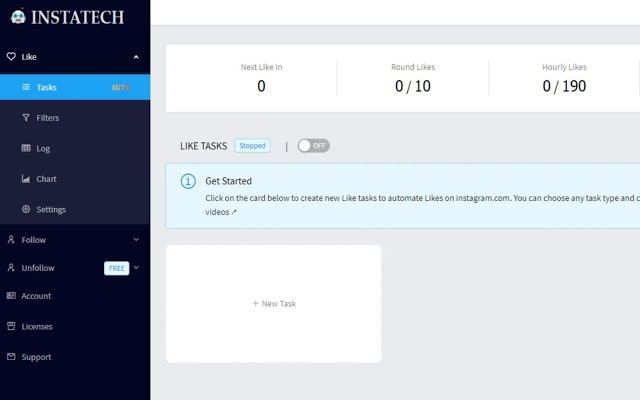 INSTATECH
Like
Tasks
IGTV
Filters
Log
Chart
Settings
Follow
Unfollow
FREE
Account
Licenses
Support
Next Like In
0
Round Likes
0 / 10
Hourly Likes
0 / 190
LIKE TASKS
Stopped
|
OFF
Get Started
Click on the card below to create new Like tasks to automate Likes on instagram.com. You can choose any task type and c
videos ↗
+ New Task